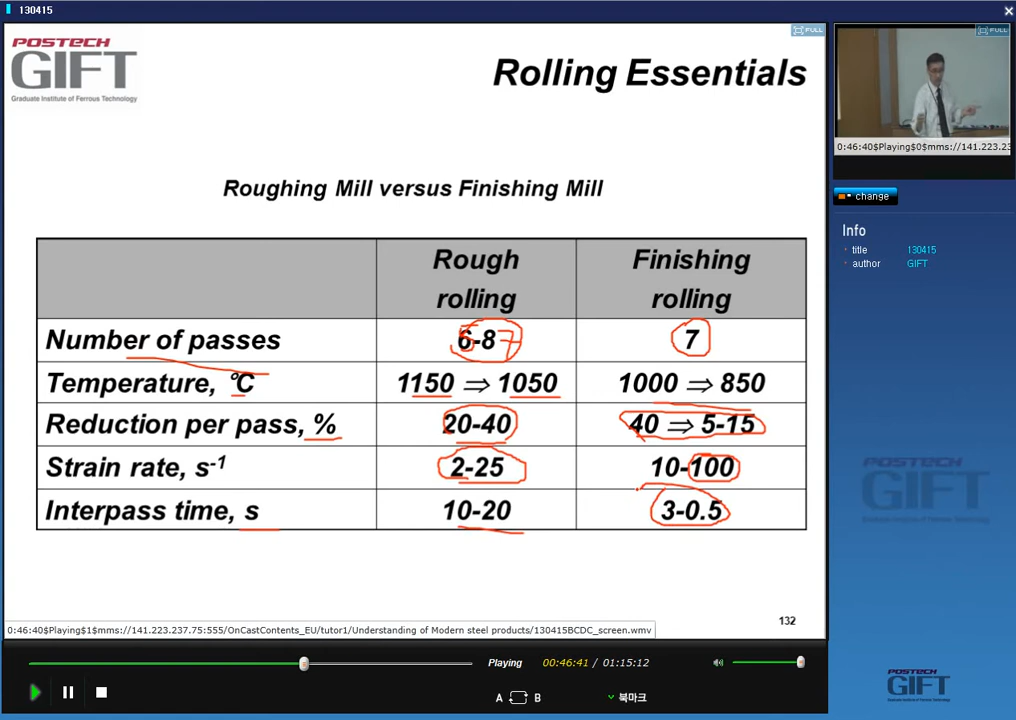 130415
POSTECH
GIFT
Graduate Institute of Ferrous Technology
FULL
Rolling Essentials
Roughing Mill versus Finishing Mill
Rough rolling
Finishing rolling
Number of passes 6-8 7 7
Temperature, °C 1150 ⇒ 1050 1000 ⇒ 850
Reduction per pass, % 20-40 40 ⇒ 5-15
Strain rate, s-1 2-25 10-100
Interpass time, s 10-20 3-0.5
132
0:46:40$Playing$1$mms://141.223.237.75:555/OnCastContents_EU/tutor1/Understanding of Modern steel products/130415BCDC_screen.wmv
Playing 00:46:41 / 01:15:12
A B 북마크
FULL
0:46:40$Playing$0$mms://141.223.23
change
Info
title 130415
author GIFT
POSTECH
GIFT
POSTECH
GIFT